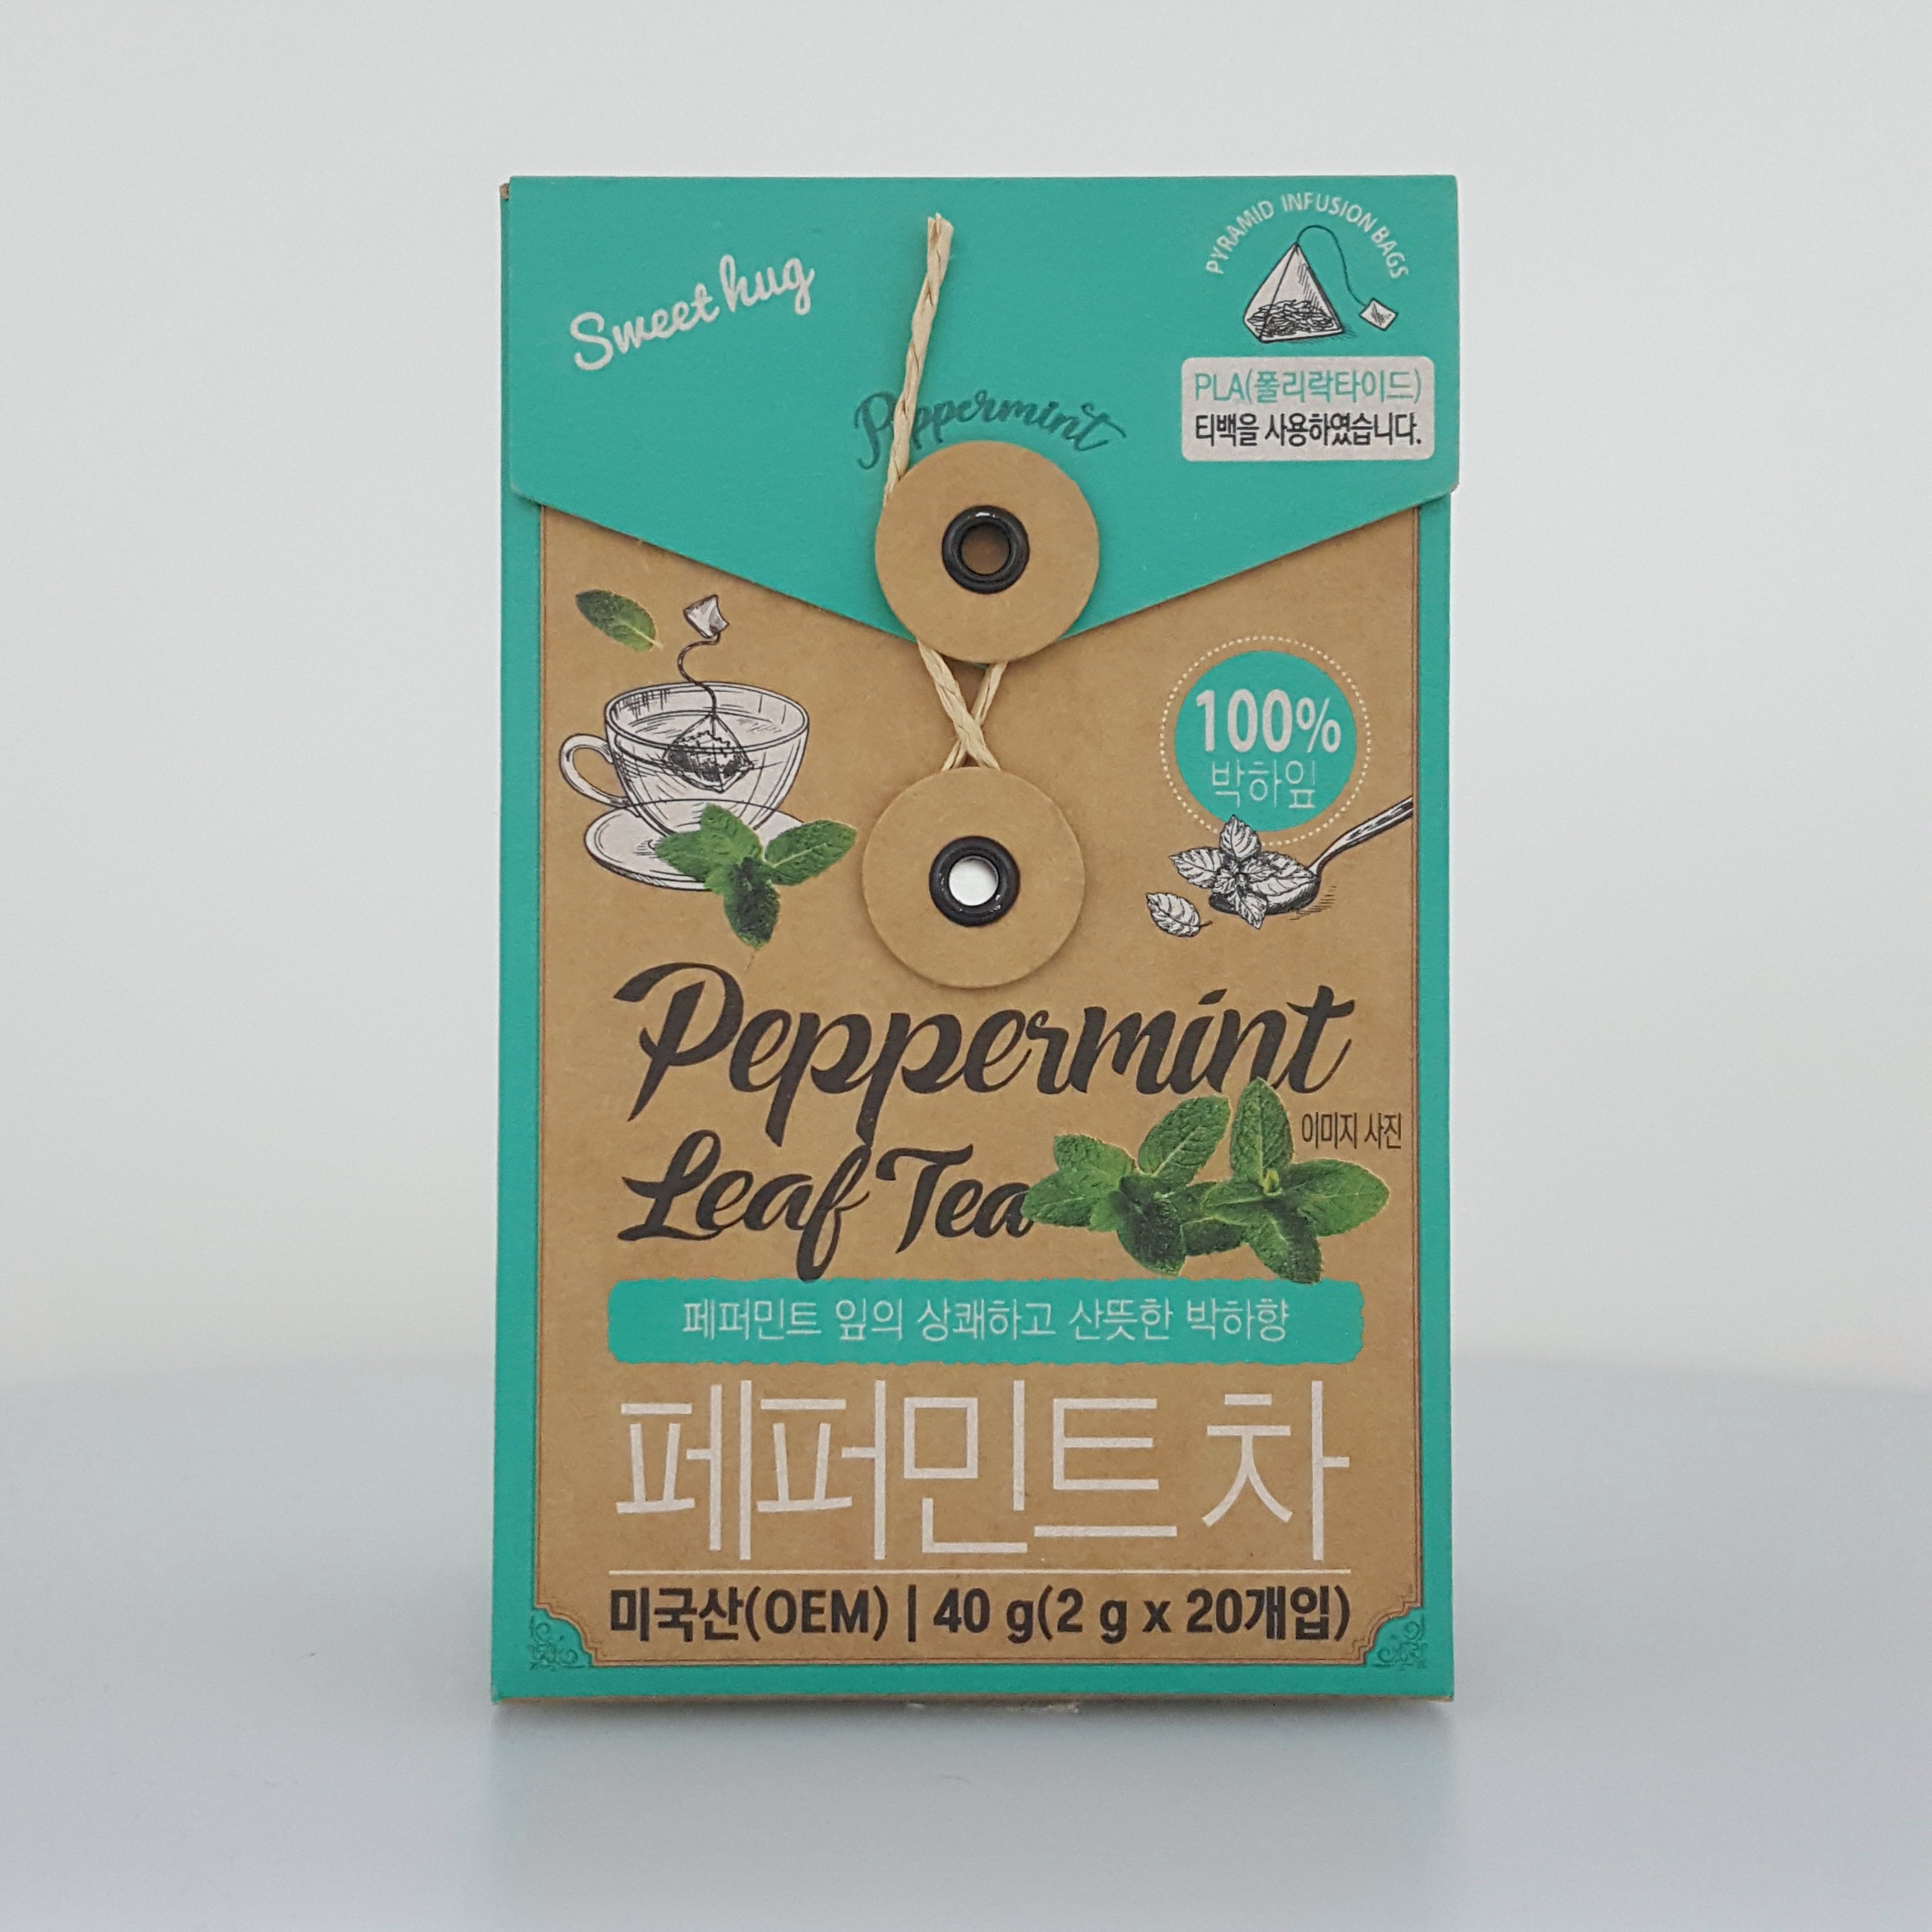 Sweet hug
PYRAMID INFUSION BAGS
PLA(폴리락타이드)
티백을 사용하였습니다.
Peppermint
100%
박하잎
Peppermint
Leaf Tea
이미지 사진
페퍼민트 잎의 상쾌하고 산뜻한 박하향
페퍼민트 차
미국산(OEM) | 40 g(2 g x 20개입)